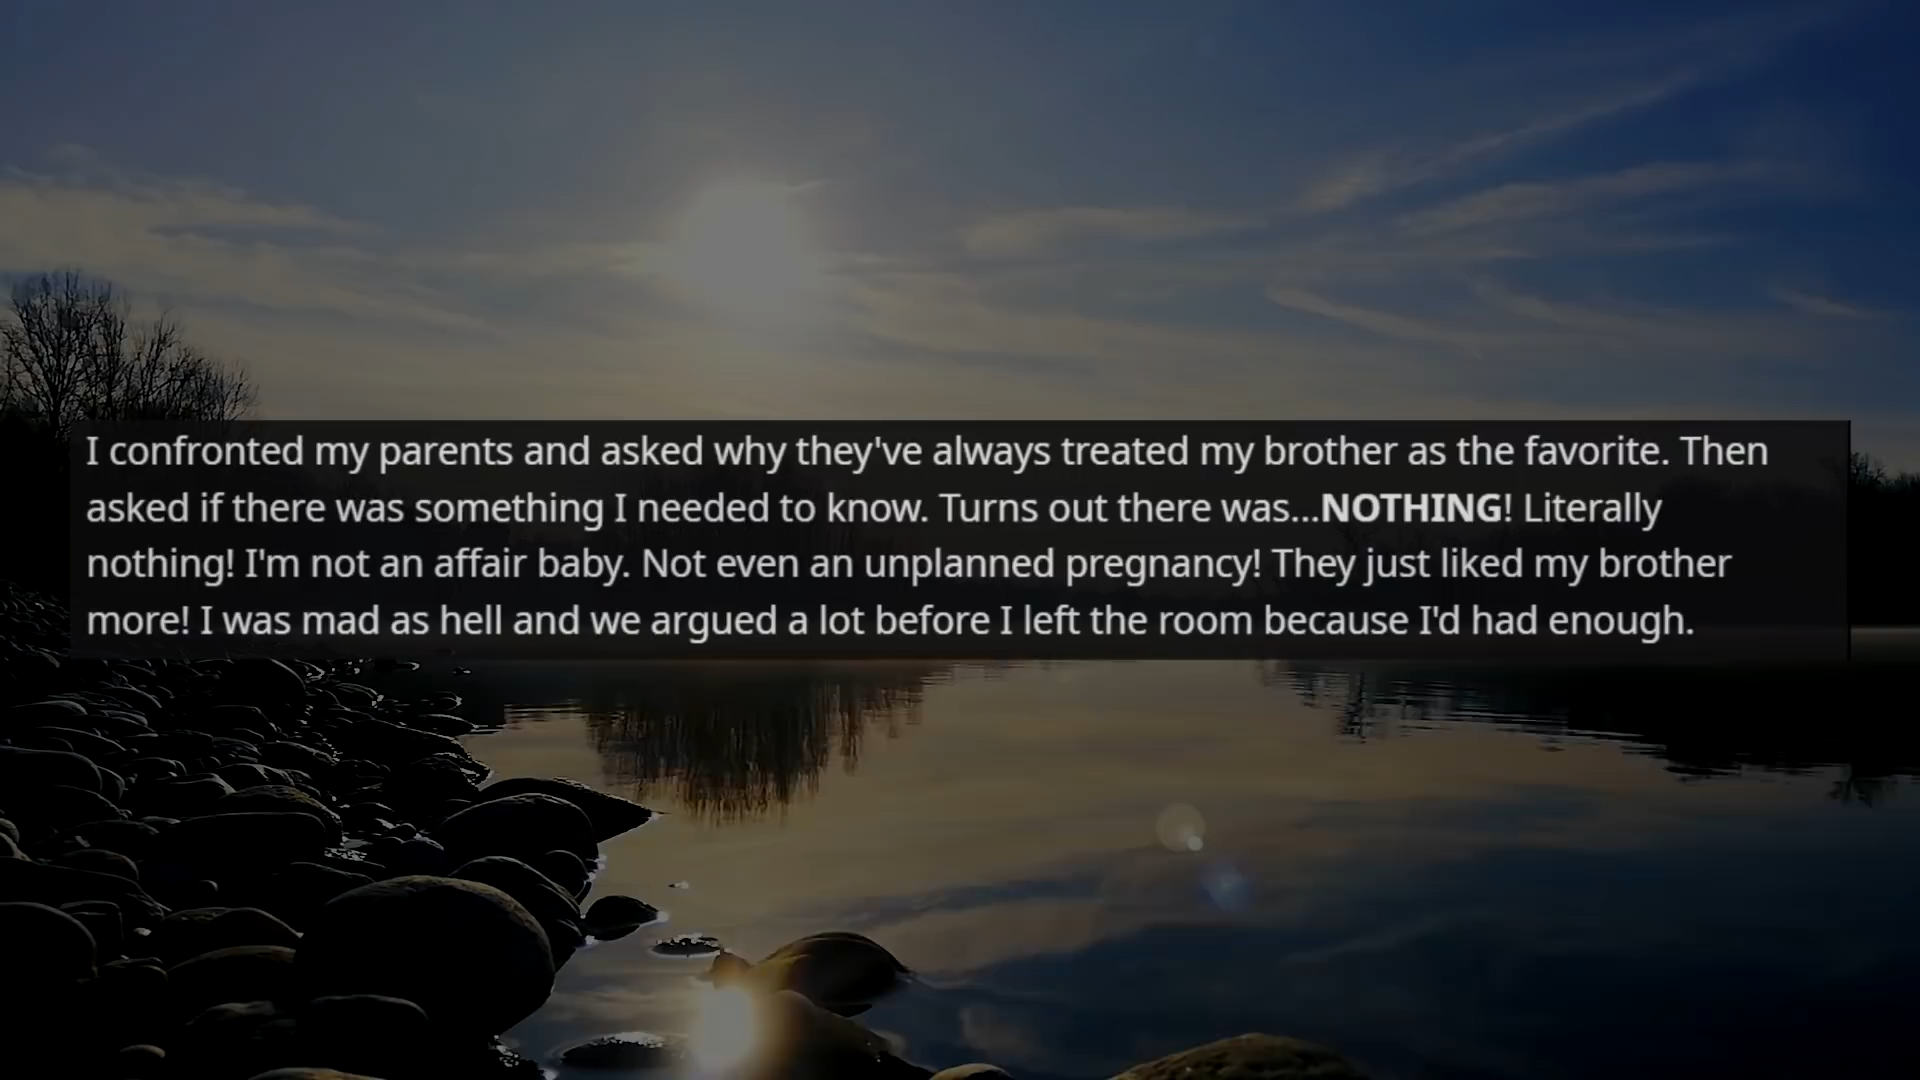 I confronted my parents and asked why they've always treated my brother as the favorite. Then
asked if there was something I needed to know. Turns out there was...NOTHING! Literally
nothing! I'm not an affair baby. Not even an unplanned pregnancy! They just liked my brother
more! I was mad as hell and we argued a lot before I left the room because I'd had enough.